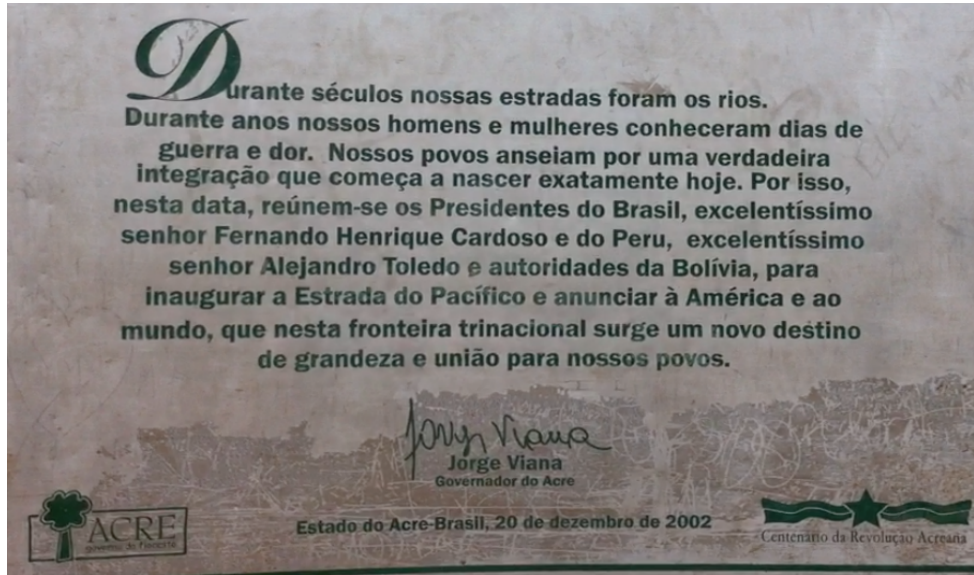 Durante séculos nossas estradas foram os rios.
Durante anos nossos homens e mulheres conheceram dias de
guerra e dor. Nossos povos anseiam por uma verdadeira
integração que começa a nascer exatamente hoje. Por isso,
nesta data, reúnem-se os Presidentes do Brasil, excelentíssimo
senhor Fernando Henrique Cardoso e do Peru, excelentíssimo
senhor Alejandro Toledo e autoridades da Bolívia, para
inaugurar a Estrada do Pacífico e anunciar à América e ao
mundo, que nesta fronteira trinacional surge um novo destino
de grandeza e união para nossos povos.
Jorge Viana
Jorge Viana
Governador do Acre
Estado do Acre-Brasil, 20 de dezembro de 2002
ACRE
governo da Floresta
Centenário da Revolução Acreana